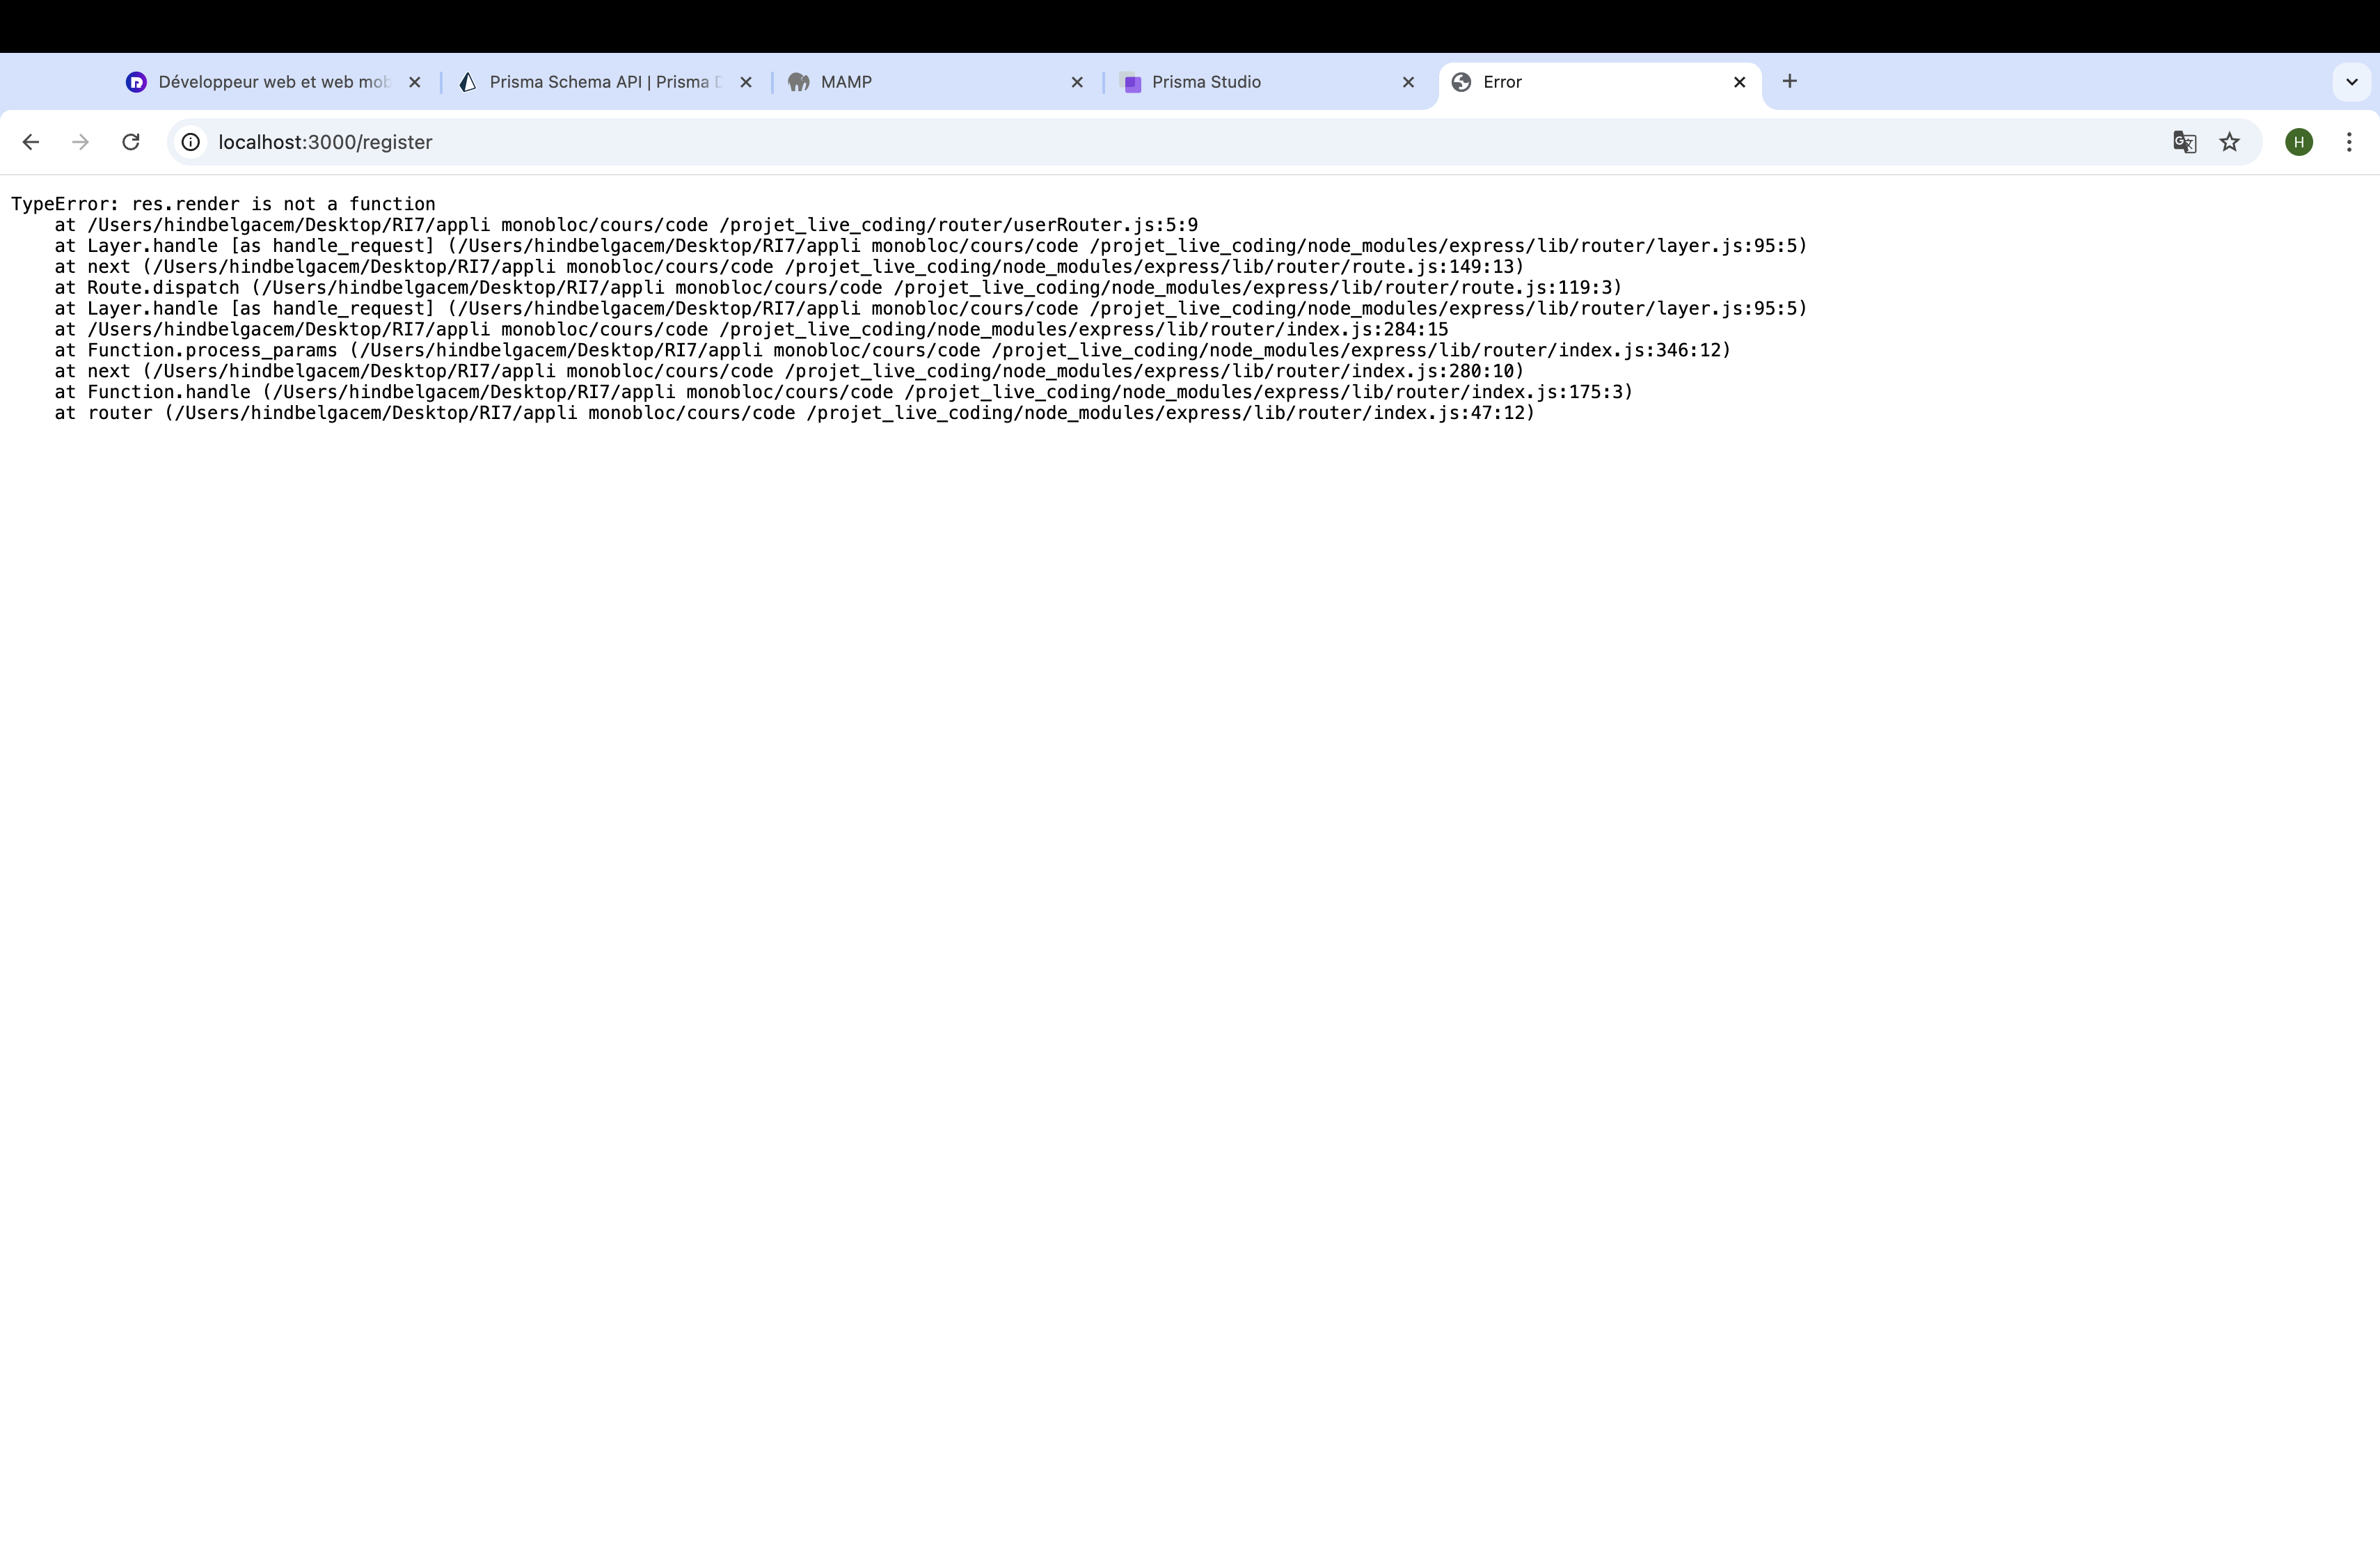 Développeur web et web mob
Prisma Schema API | Prisma D
MAMP
Prisma Studio
Error
localhost:3000/register
H
TypeError: res.render is not a function
at /Users/hindbelgacem/Desktop/RI7/appli monobloc/cours/code /projet_live_coding/router/userRouter.js:5:9
at Layer.handle [as handle_request] (/Users/hindbelgacem/Desktop/RI7/appli monobloc/cours/code /projet_live_coding/node_modules/express/lib/router/layer.js:95:5)
at next (/Users/hindbelgacem/Desktop/RI7/appli monobloc/cours/code /projet_live_coding/node_modules/express/lib/router/route.js:149:13)
at Route.dispatch (/Users/hindbelgacem/Desktop/RI7/appli monobloc/cours/code /projet_live_coding/node_modules/express/lib/router/route.js:119:3)
at Layer.handle [as handle_request] (/Users/hindbelgacem/Desktop/RI7/appli monobloc/cours/code /projet_live_coding/node_modules/express/lib/router/layer.js:95:5)
at /Users/hindbelgacem/Desktop/RI7/appli monobloc/cours/code /projet_live_coding/node_modules/express/lib/router/index.js:284:15
at Function.process_params (/Users/hindbelgacem/Desktop/RI7/appli monobloc/cours/code /projet_live_coding/node_modules/express/lib/router/index.js:346:12)
at next (/Users/hindbelgacem/Desktop/RI7/appli monobloc/cours/code /projet_live_coding/node_modules/express/lib/router/index.js:280:10)
at Function.handle (/Users/hindbelgacem/Desktop/RI7/appli monobloc/cours/code /projet_live_coding/node_modules/express/lib/router/index.js:175:3)
at router (/Users/hindbelgacem/Desktop/RI7/appli monobloc/cours/code /projet_live_coding/node_modules/express/lib/router/index.js:47:12)